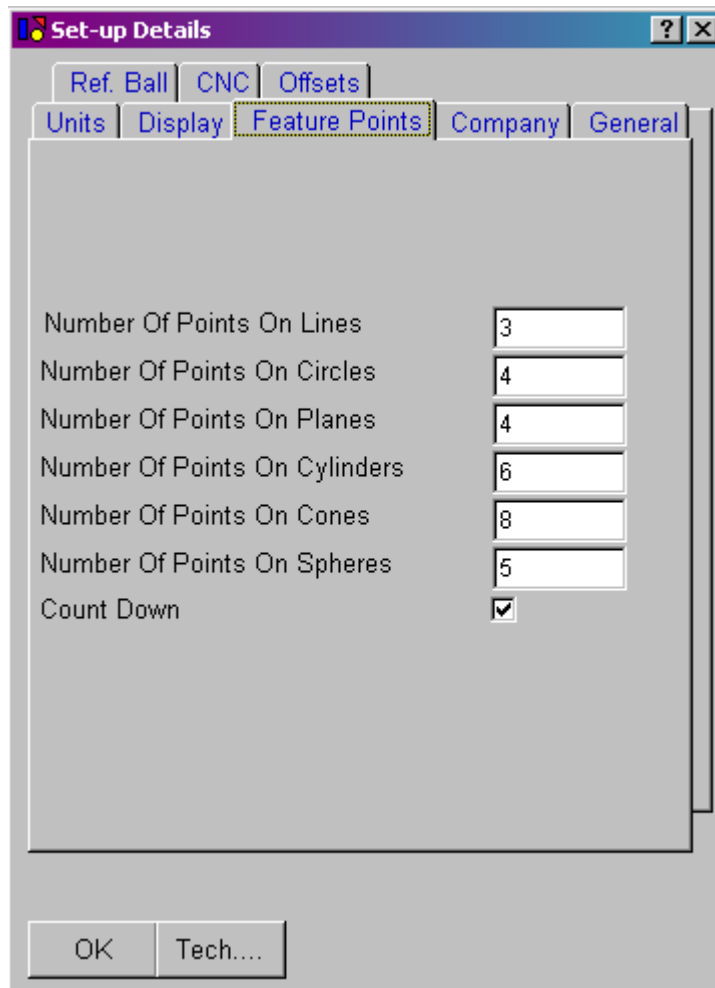 Set-up Details
Ref. Ball CNC Offsets
Units Display Feature Points Company General
Number Of Points On Lines 3
Number Of Points On Circles 4
Number Of Points On Planes 4
Number Of Points On Cylinders 6
Number Of Points On Cones 8
Number Of Points On Spheres 5
Count Down
OK Tech....